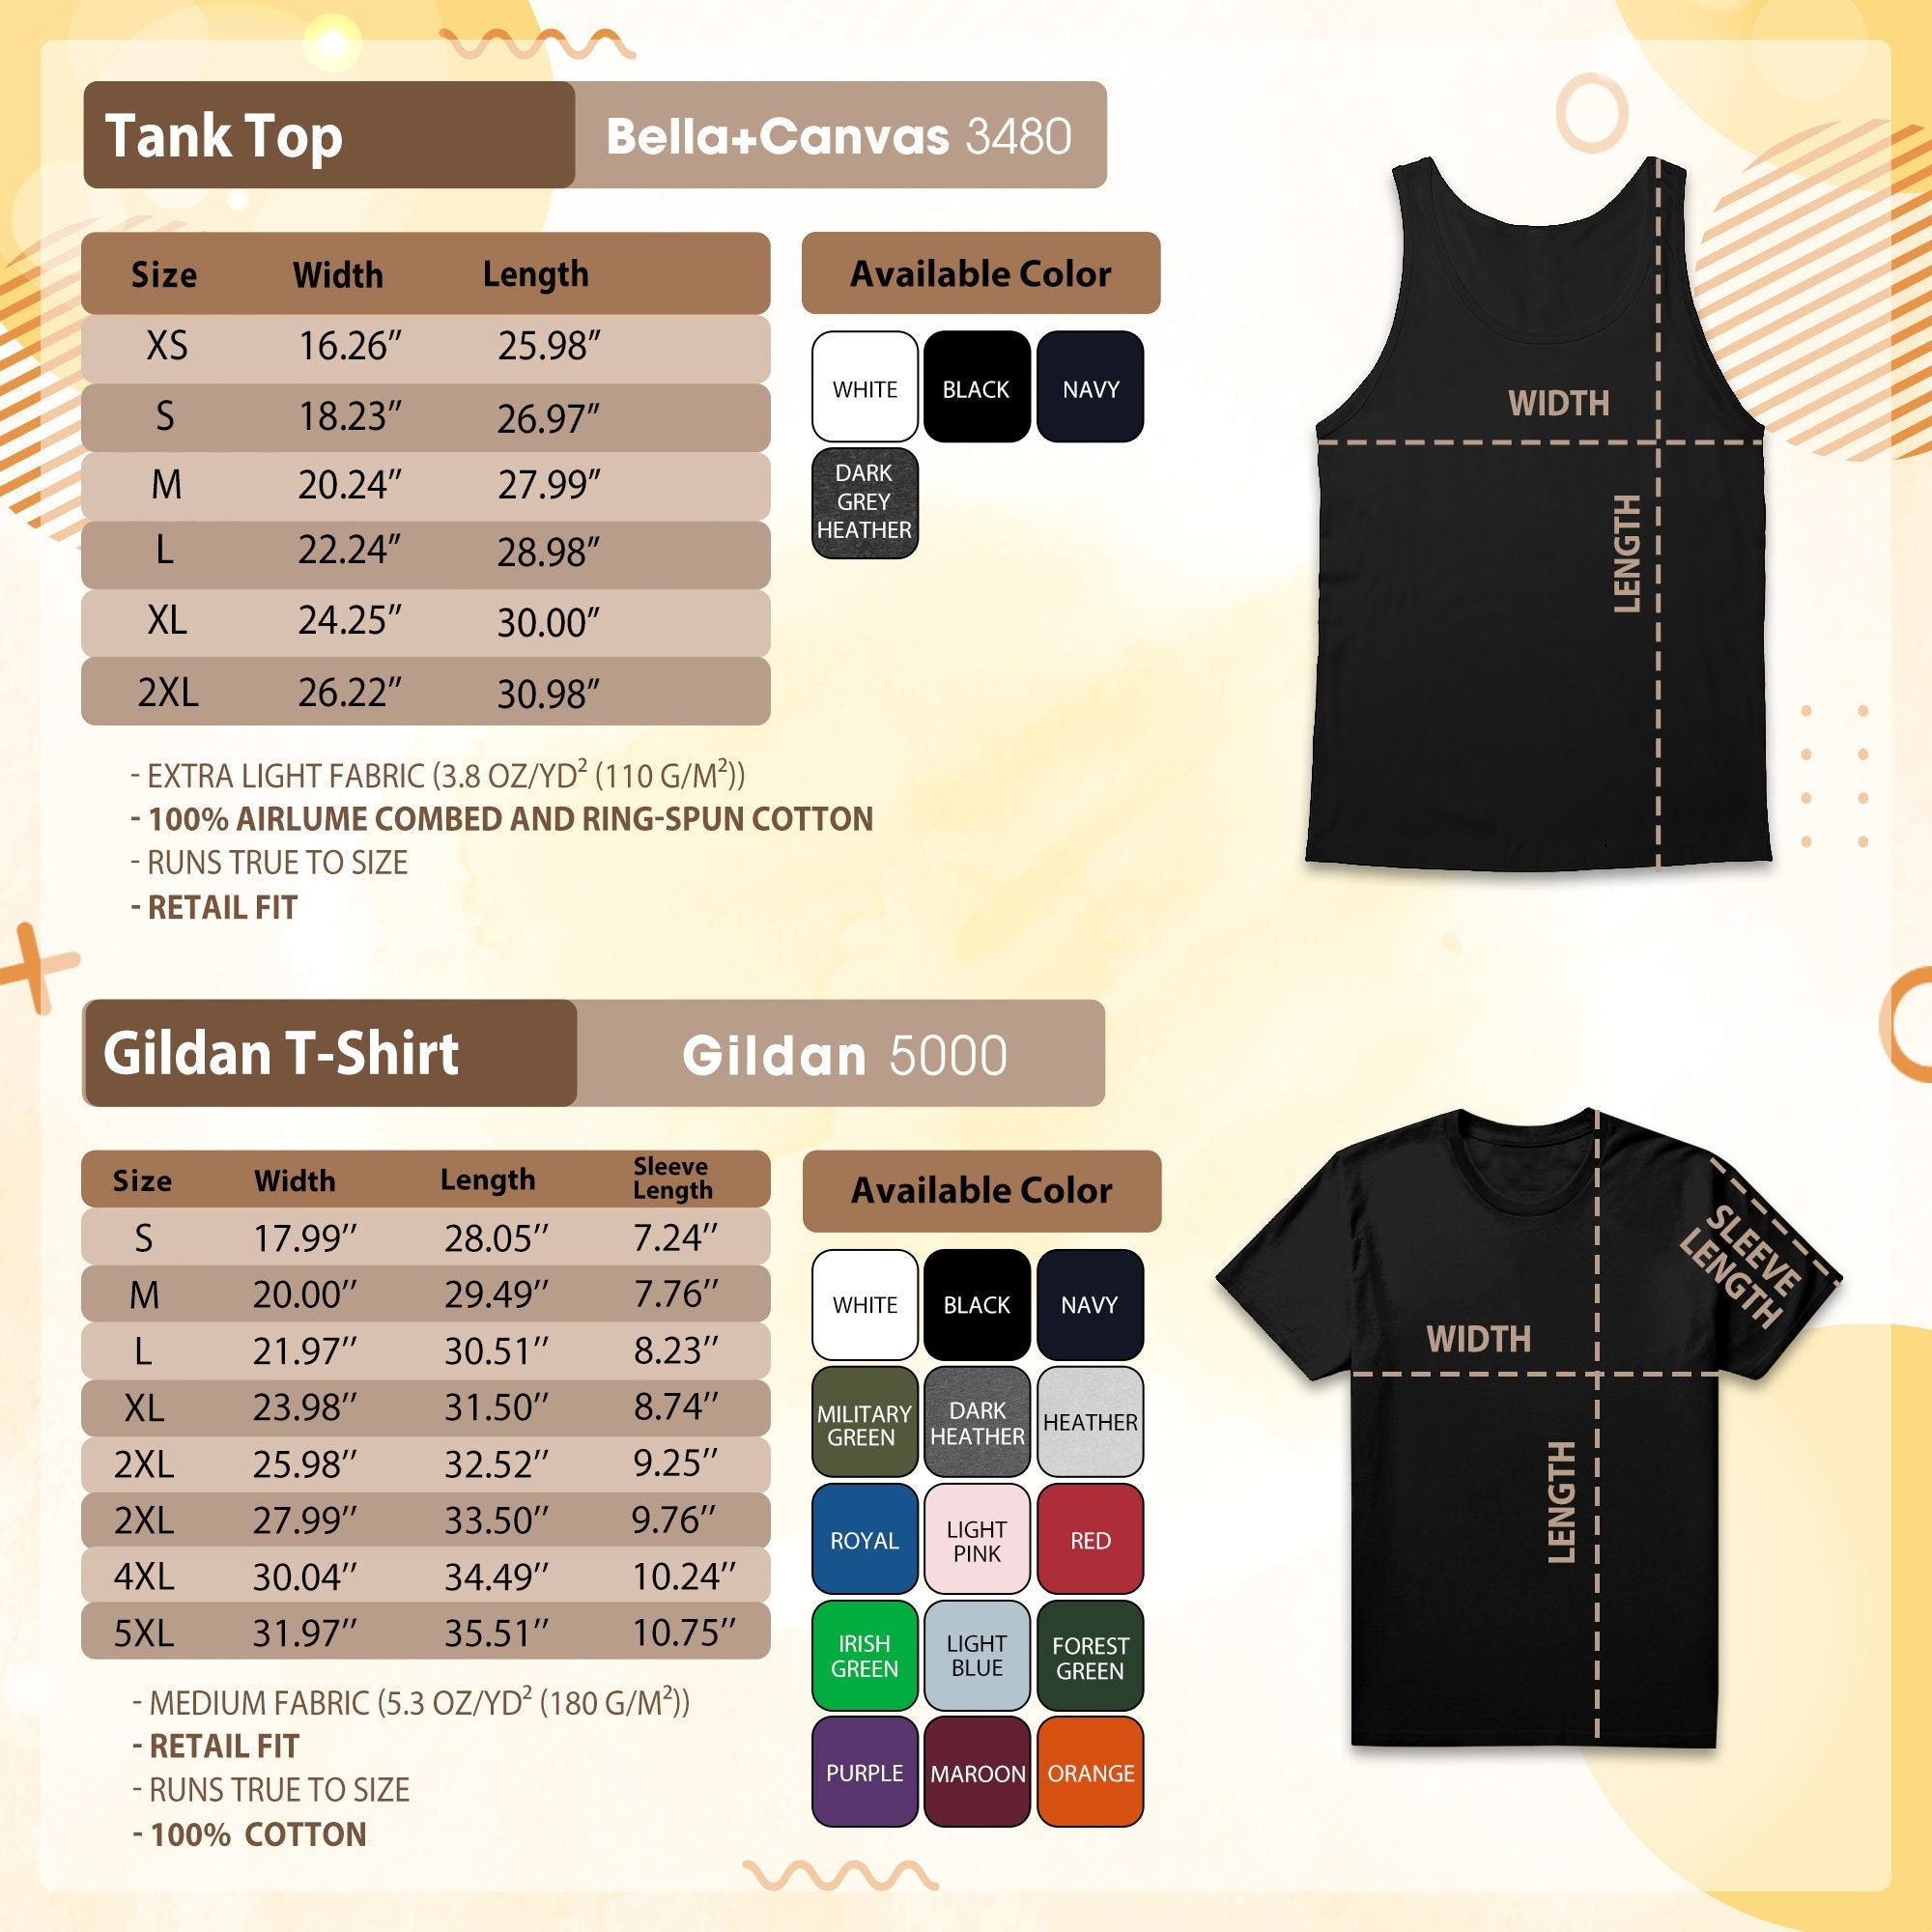 Tank Top Bella+Canvas 3480
Size Width Length
XS 16.26” 25.98”
S 18.23” 26.97”
M 20.24” 27.99”
L 22.24” 28.98”
XL 24.25” 30.00”
2XL 26.22” 30.98”
Available Color
WHITE BLACK NAVY
DARK
GREY
HEATHER
WIDTH
LENGTH
- EXTRA LIGHT FABRIC (3.8 OZ/YD² (110 G/M²))
- 100% AIRLUME COMBED AND RING-SPUN COTTON
- RUNS TRUE TO SIZE
- RETAIL FIT
Gildan T-Shirt Gildan 5000
Size Width Length Sleeve
Length
S 17.99’’ 28.05’’ 7.24’’
M 20.00’’ 29.49’’ 7.76’’
L 21.97’’ 30.51’’ 8.23’’
XL 23.98’’ 31.50’’ 8.74’’
2XL 25.98’’ 32.52’’ 9.25’’
2XL 27.99’’ 33.50’’ 9.76’’
4XL 30.04’’ 34.49’’ 10.24’’
5XL 31.97’’ 35.51’’ 10.75’’
Available Color
WHITE BLACK NAVY
MILITARY
GREEN
DARK
HEATHER
HEATHER
ROYAL
LIGHT
PINK
RED
IRISH
GREEN
LIGHT
BLUE
FOREST
GREEN
PURPLE MAROON ORANGE
SLEEVE
LENGTH
WIDTH
LENGTH
- MEDIUM FABRIC (5.3 OZ/YD² (180 G/M²))
- RETAIL FIT
- RUNS TRUE TO SIZE
- 100% COTTON